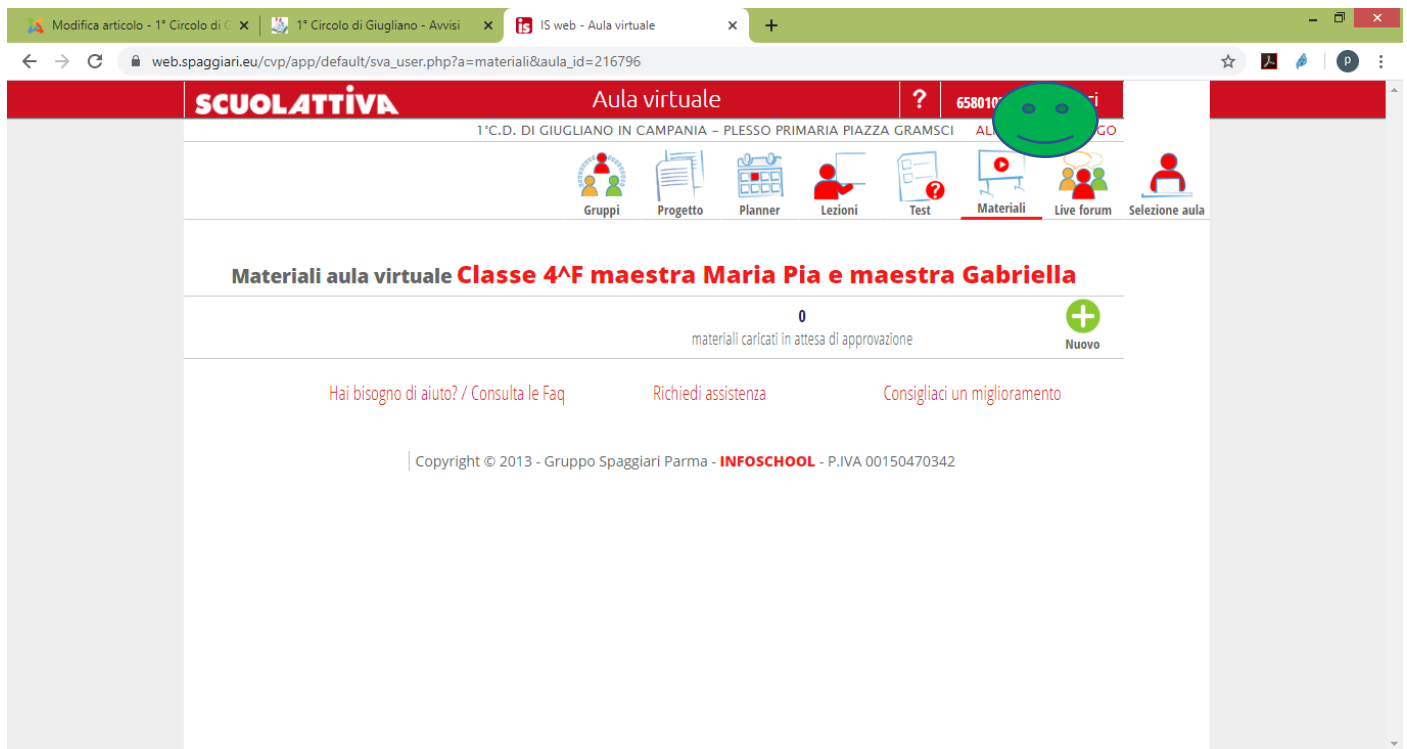 Modifica articolo - 1° Circolo di G
1° Circolo di Giugliano - Avvisi
IS web - Aula virtuale
web.spaggiari.eu/cvp/app/default/sva_user.php?a=materiali&aula_id=216796
P
SCUOLATTIVA
Aula virtuale
?
1°C.D. DI GIUGLIANO IN CAMPANIA - PLESSO PRIMARIA PIAZZA GRAMSCI
Gruppi Progetto Planner Lezioni Test Materiali Live forum Selezione aula
Materiali aula virtuale Classe 4^F maestra Maria Pia e maestra Gabriella
0
materiali caricati in attesa di approvazione
Nuovo
Hai bisogno di aiuto? / Consulta le Faq Richiedi assistenza Consigliaci un miglioramento
Copyright © 2013 - Gruppo Spaggiari Parma - INFOSCHOOL - P.IVA 00150470342